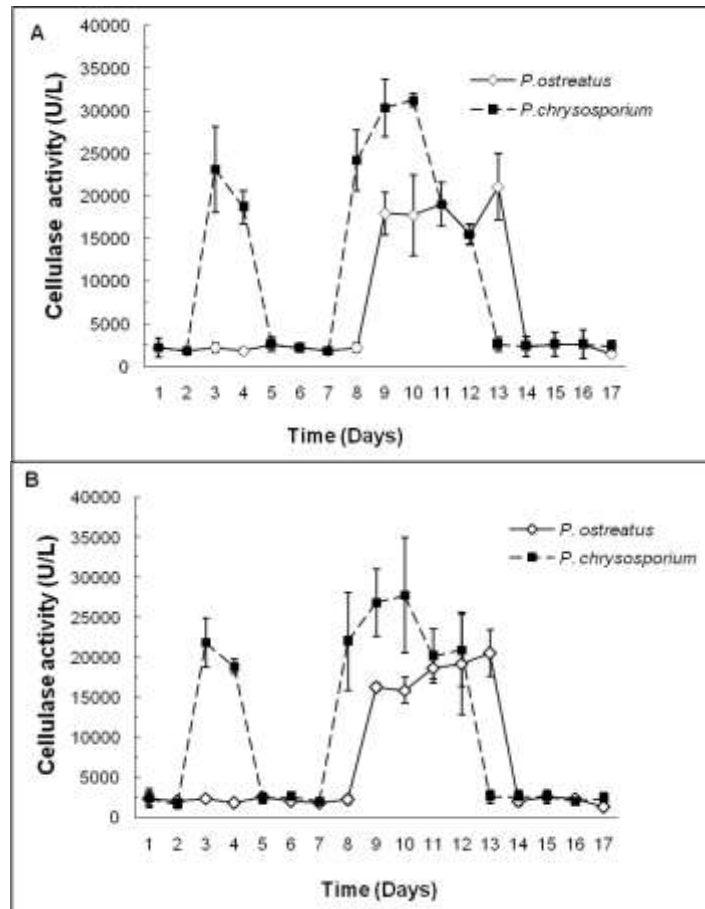 A
Cellulase activity (U/L)
40000
35000
30000
25000
20000
15000
10000
5000
0
P.ostreatus
P.chrysosporium
1 2 3 4 5 6 7 8 9 10 11 12 13 14 15 16 17
Time (Days)
B
Cellulase activity (U/L)
40000
35000
30000
25000
20000
15000
10000
5000
0
P. ostreatus
P. chrysosporium
1 2 3 4 5 6 7 8 9 10 11 12 13 14 15 16 17
Time (Days)